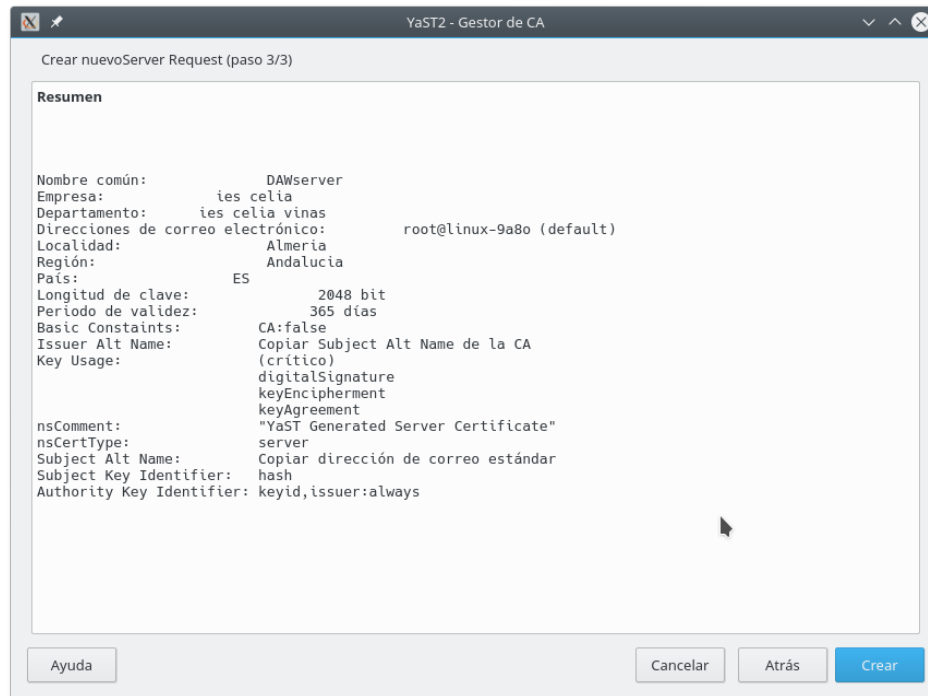 YaST2 - Gestor de CA
Crear nuevoServer Request (paso 3/3)
Resumen
Nombre común: DAWserver
Empresa: ies celia
Departamento: ies celia vinas
Direcciones de correo electrónico: root@linux-9a8o (default)
Localidad: Almeria
Región: Andalucia
País: ES
Longitud de clave: 2048 bit
Periodo de validez: 365 días
Basic Constaints: CA:false
Issuer Alt Name: Copiar Subject Alt Name de la CA
Key Usage: (crítico)
digitalSignature
keyEncipherment
keyAgreement
nsComment: "YaST Generated Server Certificate"
nsCertType: server
Subject Alt Name: Copiar dirección de correo estándar
Subject Key Identifier: hash
Authority Key Identifier: keyid,issuer:always
Ayuda Cancelar Atrás Crear